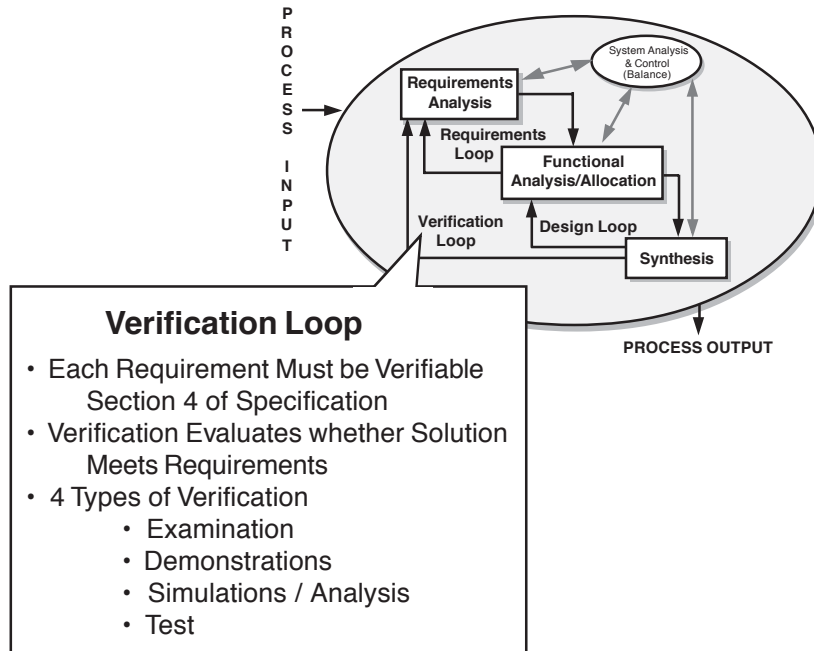 PROCESS INPUT
System Analysis
& Control
(Balance)
Requirements
Analysis
Requirements
Loop
Functional
Analysis/Allocation
Verification
Loop
Design Loop
Synthesis
PROCESS OUTPUT
Verification Loop
• Each Requirement Must be Verifiable
Section 4 of Specification
• Verification Evaluates whether Solution
Meets Requirements
• 4 Types of Verification
• Examination
• Demonstrations
• Simulations / Analysis
• Test